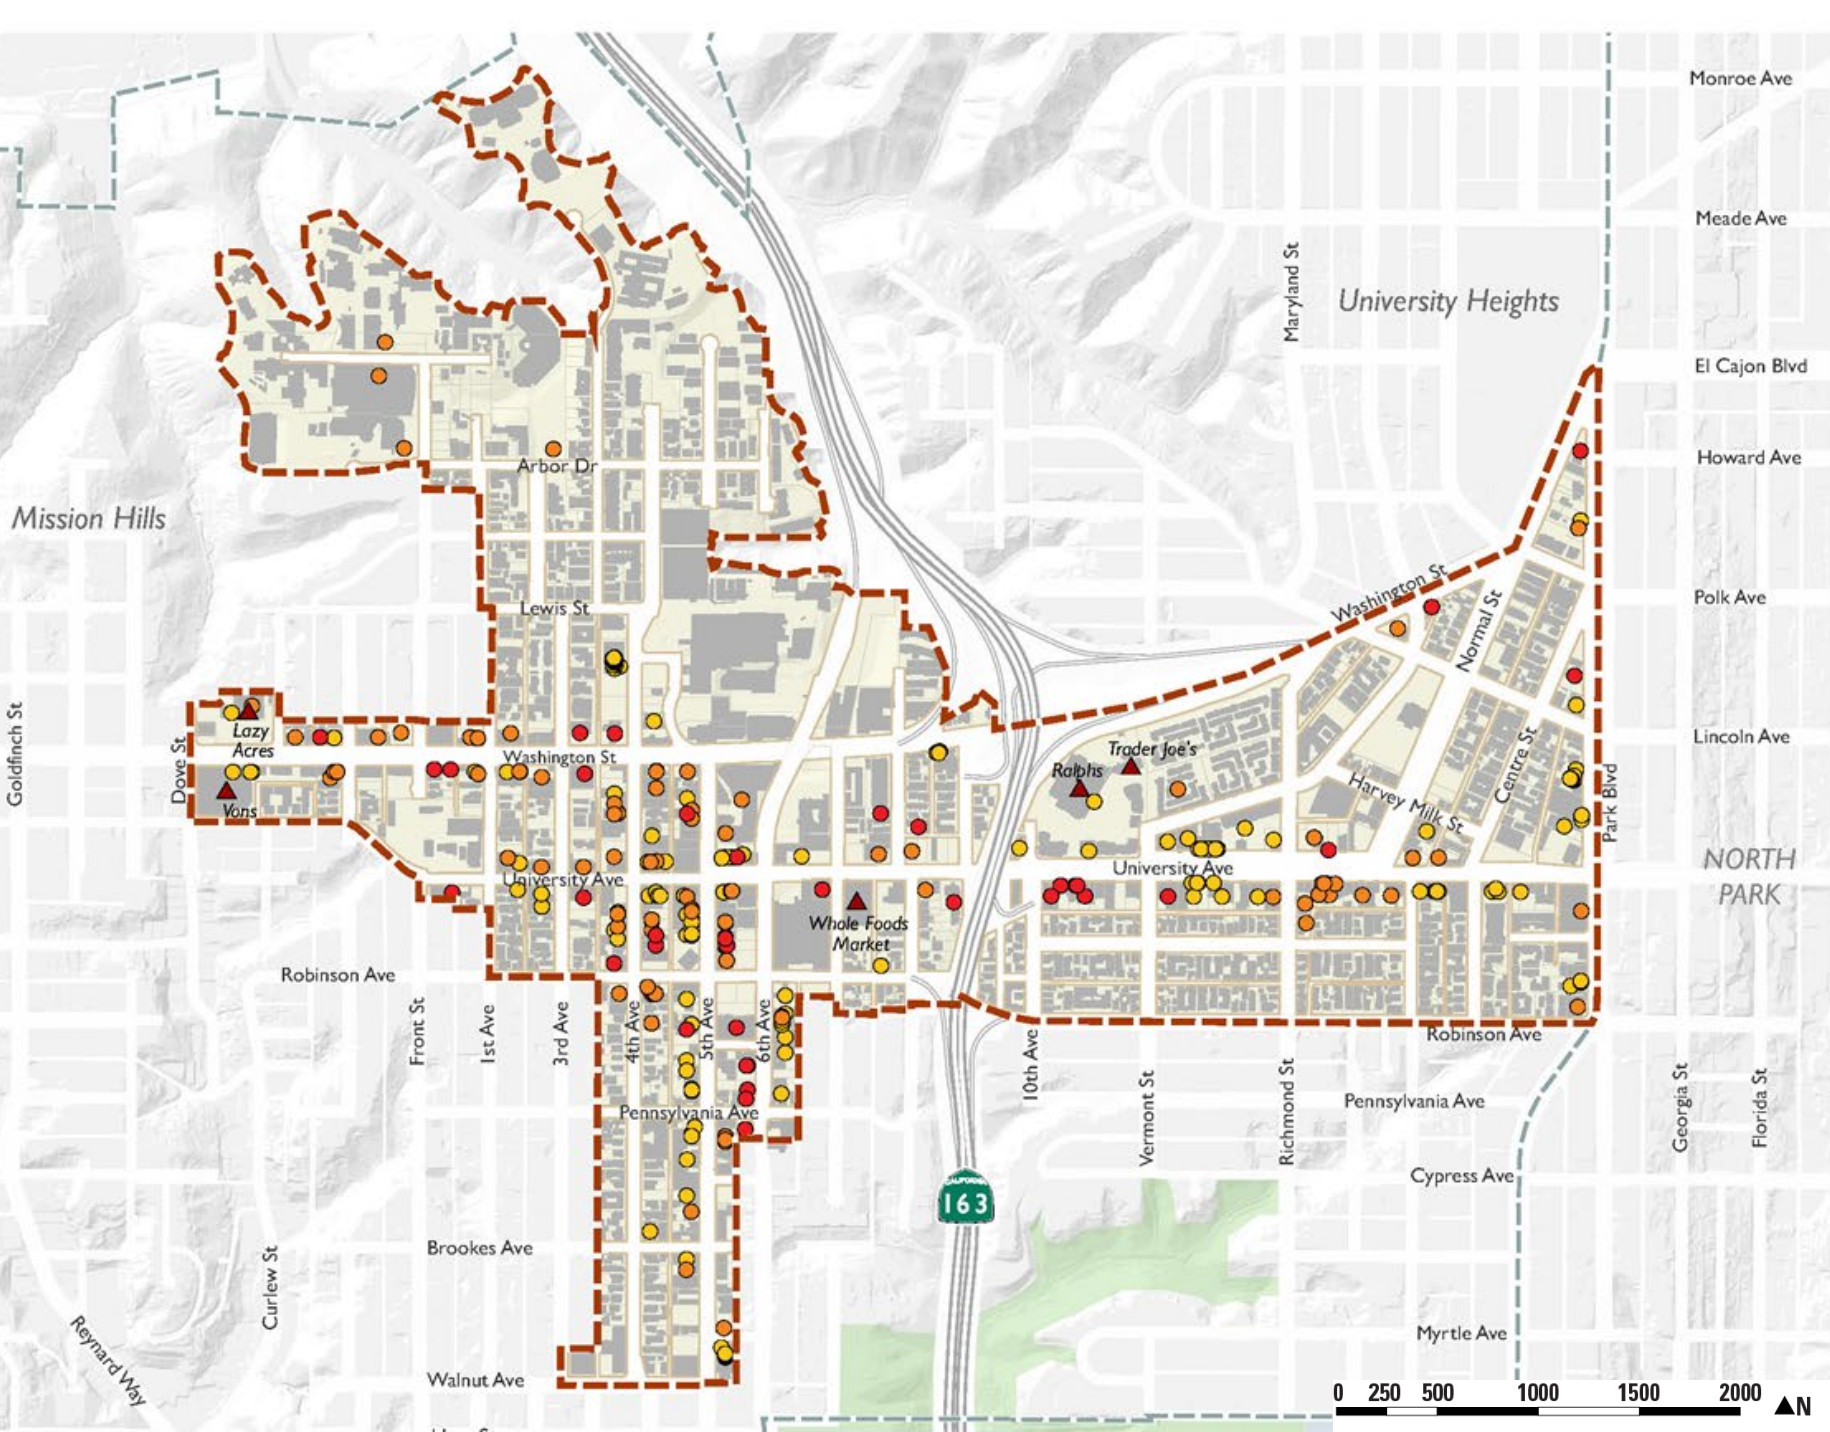 Monroe Ave
Meade Ave
Maryland St
University Heights
El Cajon Blvd
Howard Ave
Arbor Dr
Mission Hills
Washington St
Polk Ave
Normal St
Lewis St
Goldfinch St
Dove St
Lazy
Acres
Washington St
Lincoln Ave
Trader Joe's
Ralphs
Centre St
Park Blvd
Harvey Milk St
Vons
NORTH
PARK
University Ave
University Ave
Whole Foods
Market
Robinson Ave
Front St
1st Ave
3rd Ave
4th Ave
5th Ave
6th Ave
10th Ave
Robinson Ave
Vermont St
Richmond St
Georgia St
Florida St
Pennsylvania Ave
Pennsylvania Ave
Cypress Ave
CALIFORNIA
163
Brookes Ave
Curlew St
Reynard Way
Myrtle Ave
Walnut Ave
0 250 500 1000 1500 2000
N